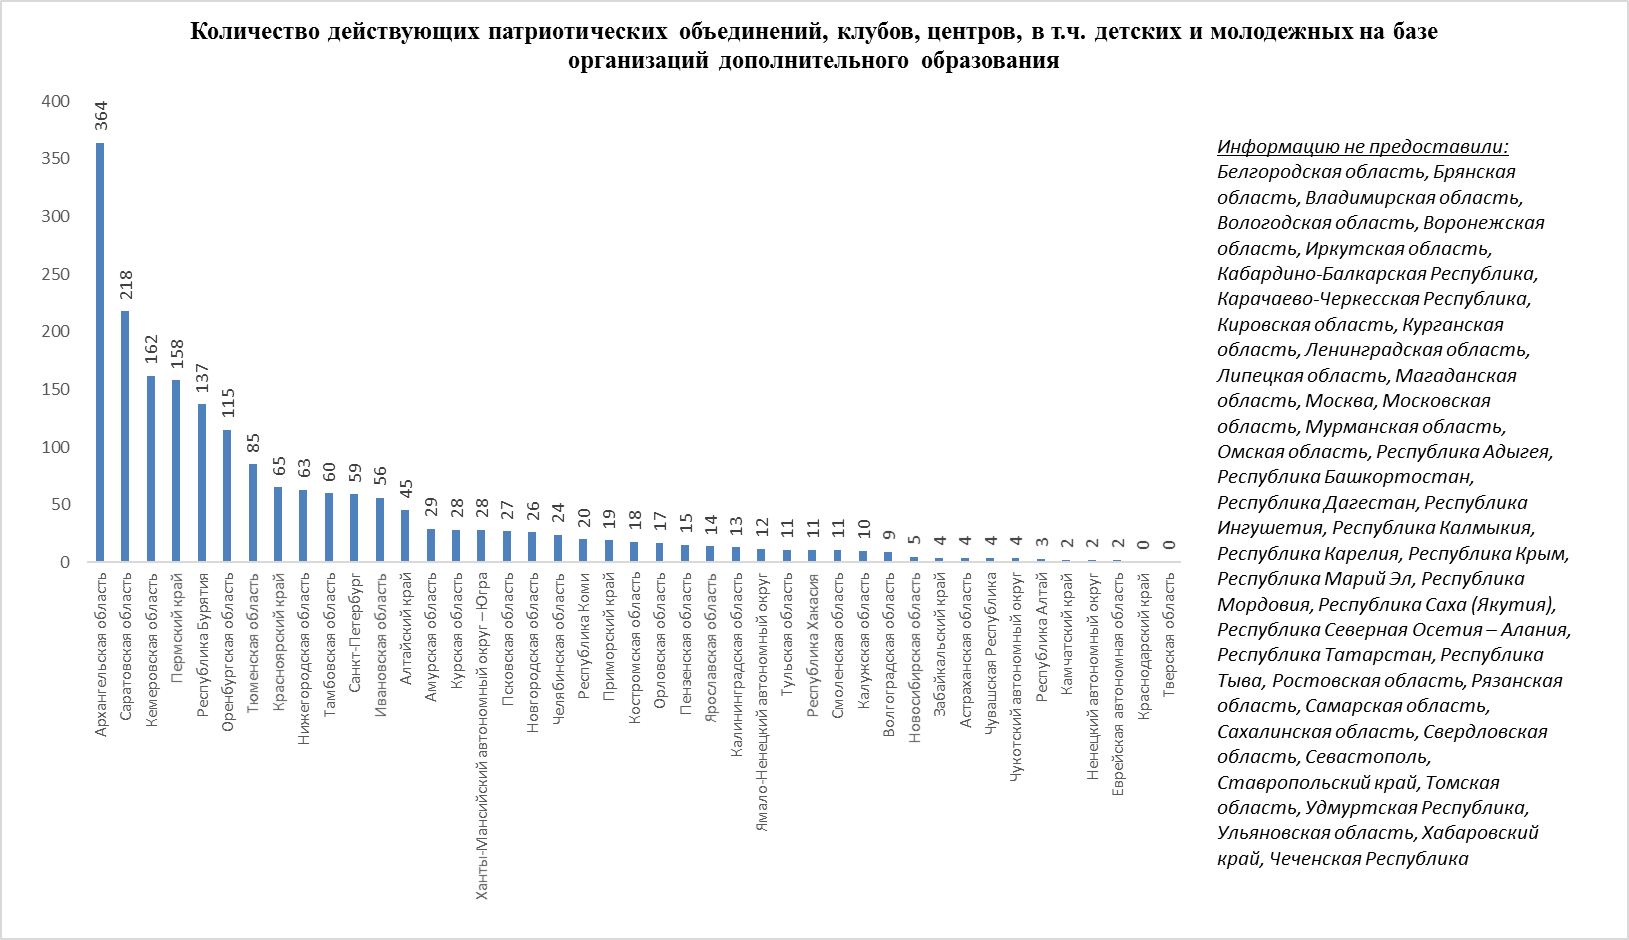 Количество действующих патриотических объединений, клубов, центров, в т.ч. детских и молодежных на базе
организаций дополнительного образования
400
350
300
250
200
150
100
50
0
364
218
162
158
137
115
85
65
63
60
59
56
45
29
28
28
27
26
24
20
19
18
17
15
14
13
12
11
11
11
10
9
5
4
4
4
4
3
2
2
2
0
0
Архангельская область
Саратовская область
Кемеровская область
Пермский край
Республика Бурятия
Оренбургская область
Тюменская область
Красноярский край
Нижегородская область
Тамбовская область
Санкт-Петербург
Ивановская область
Алтайский край
Амурская область
Курская область
Ханты-Мансийский автономный округ – Югра
Псковская область
Новгородская область
Челябинская область
Республика Коми
Приморский край
Костромская область
Орловская область
Пензенская область
Ярославская область
Калининградская область
Ямало-Ненецкий автономный округ
Тульская область
Республика Хакасия
Смоленская область
Калужская область
Волгоградская область
Новосибирская область
Забайкальский край
Астраханская область
Чувашская Республика
Чукотский автономный округ
Республика Алтай
Камчатский край
Ненецкий автономный округ
Еврейская автономная область
Краснодарский край
Тверская область
Информацию не предоставили:
Белгородская область, Брянская
область, Владимирская область,
Вологодская область, Воронежская
область, Иркутская область,
Кабардино-Балкарская Республика,
Карачаево-Черкесская Республика,
Кировская область, Курганская
область, Ленинградская область,
Липецкая область, Магаданская
область, Москва, Московская
область, Мурманская область,
Омская область, Республика Адыгея,
Республика Башкортостан,
Республика Дагестан, Республика
Ингушетия, Республика Калмыкия,
Республика Карелия, Республика Крым,
Республика Марий Эл, Республика
Мордовия, Республика Саха (Якутия),
Республика Северная Осетия – Алания,
Республика Татарстан, Республика
Тыва, Ростовская область, Рязанская
область, Самарская область,
Сахалинская область, Свердловская
область, Севастополь,
Ставропольский край, Томская
область, Удмуртская Республика,
Ульяновская область, Хабаровский
край, Чеченская Республика